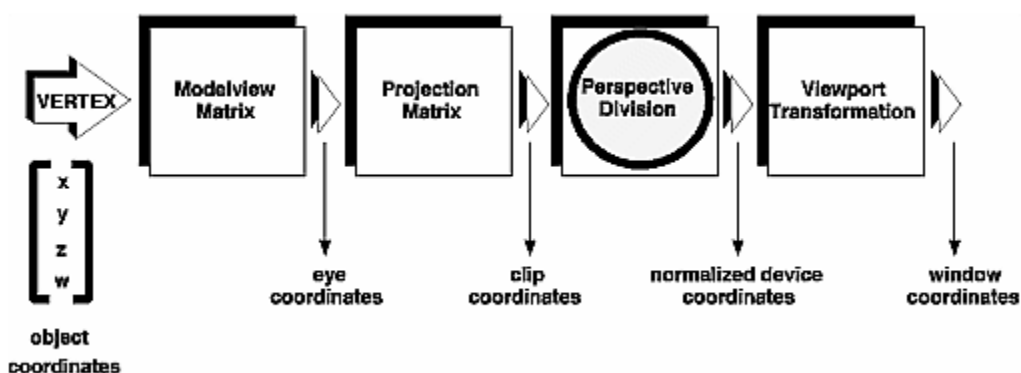 VERTEX
Modelview
Matrix
Projection
Matrix
Perspective
Division
Viewport
Transformation
x
y
z
w
object
coordinates
eye
coordinates
clip
coordinates
normalized device
coordinates
window
coordinates